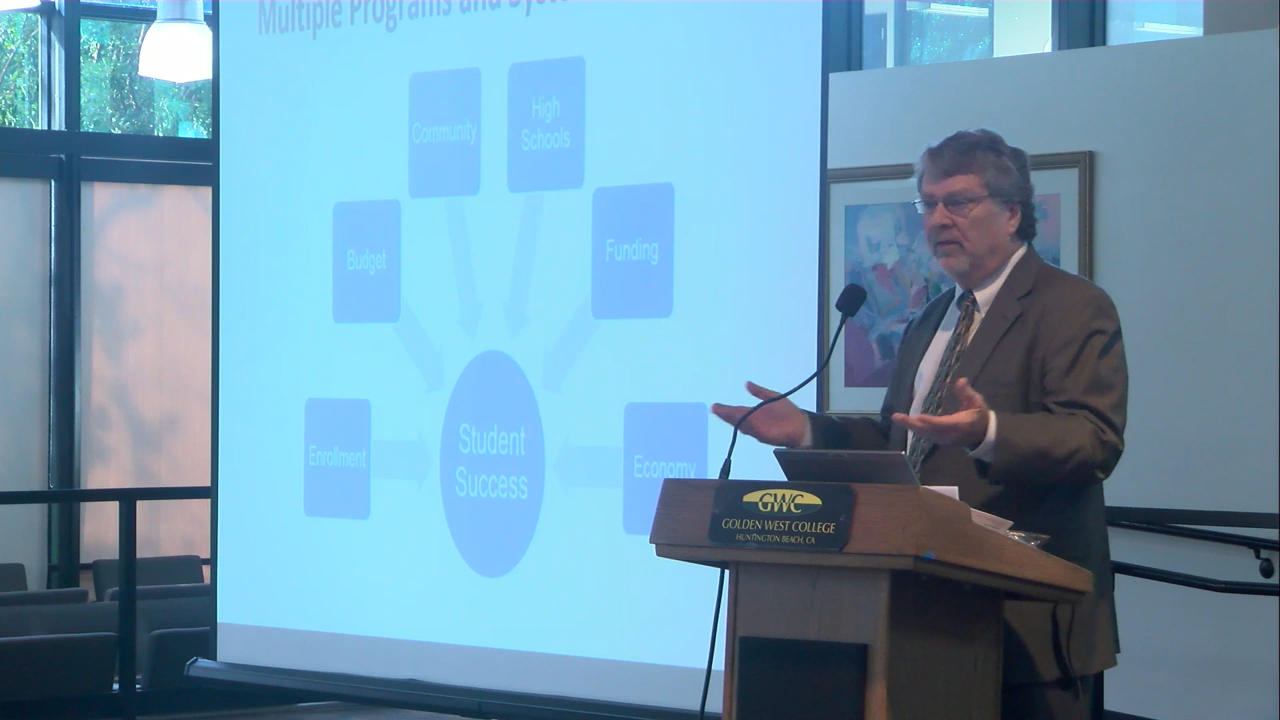 Multiple Programs and
Community
High
Schools
Budget
Funding
Enrollment
Student
Success
Economy
GWC
GOLDEN WEST COLLEGE
HUNTINGTON BEACH, CA